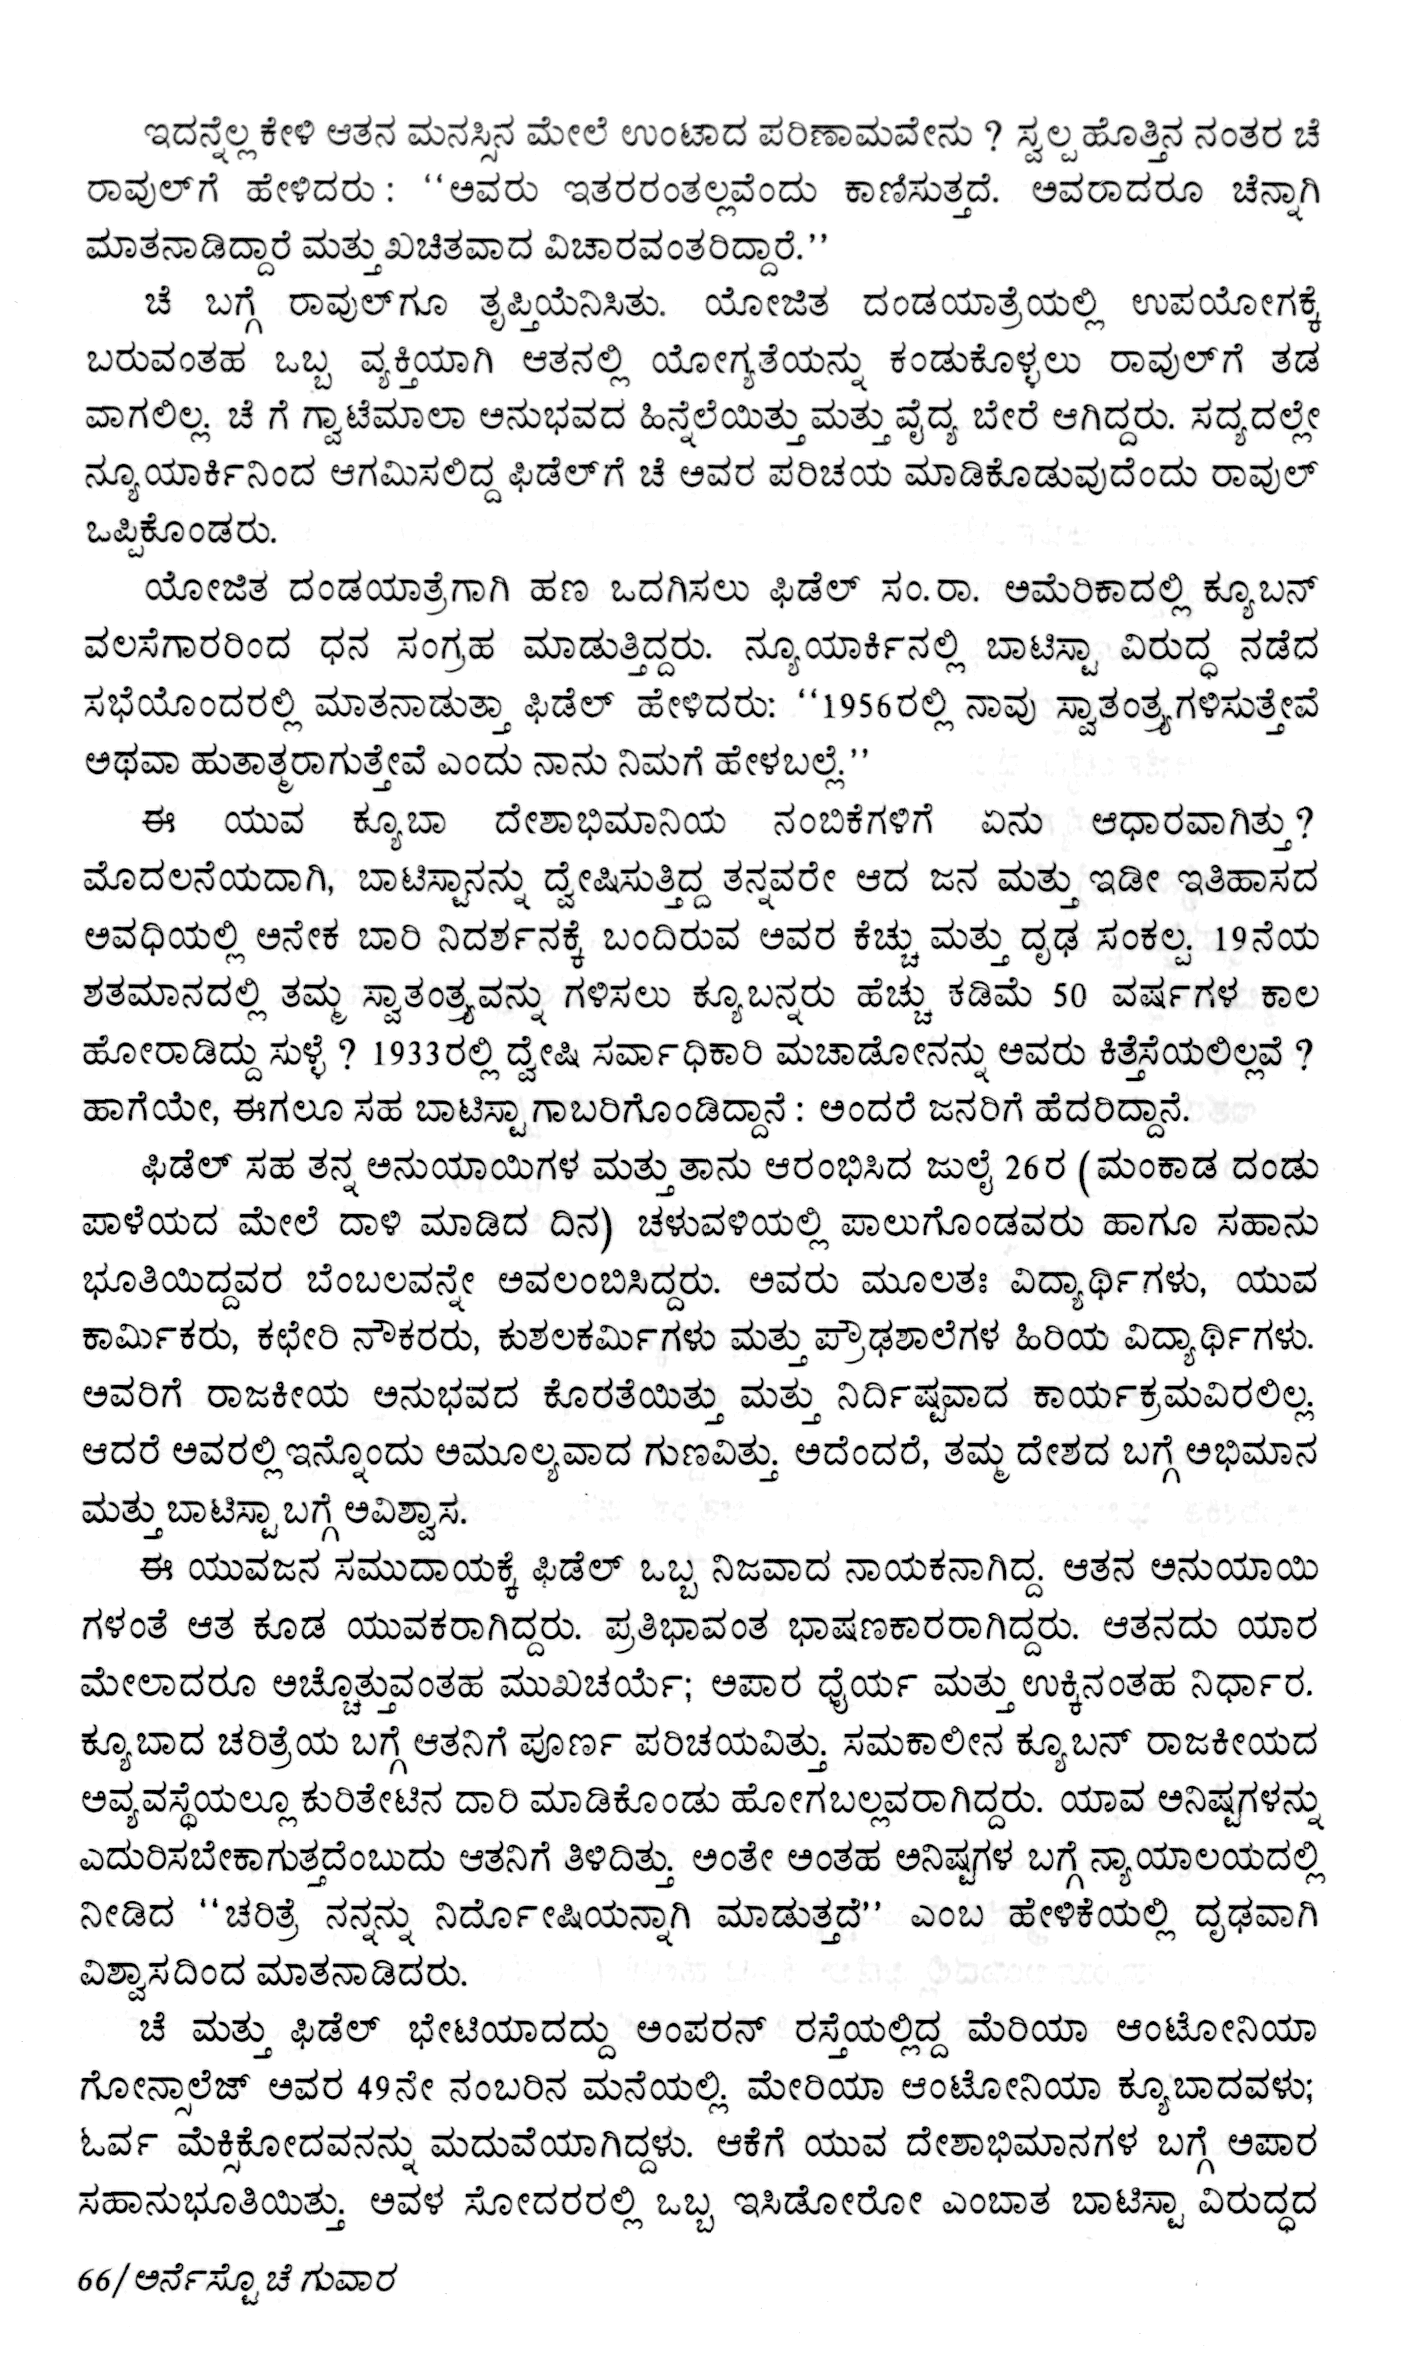 ಇದನ್ನೆಲ್ಲ ಕೇಳಿ ಆತನ ಮನಸ್ಸಿನ ಮೇಲೆ ಉಂಟಾದ ಪರಿಣಾಮವೇನು ? ಸ್ವಲ್ಪ ಹೊತ್ತಿನ ನಂತರ ಚೆ
ರಾವುಲ್‌ಗೆ ಹೇಳಿದರು : “ಅವರು ಇತರರಂತಲ್ಲವೆಂದು ಕಾಣಿಸುತ್ತದೆ. ಅವರಾದರೂ ಚೆನ್ನಾಗಿ
ಮಾತನಾಡಿದ್ದಾರೆ ಮತ್ತು ಖಚಿತವಾದ ವಿಚಾರವಂತರಿದ್ದಾರೆ.”
ಚೆ ಬಗ್ಗೆ ರಾವುಲ್‌ಗೂ ತೃಪ್ತಿಯೆನಿಸಿತು. ಯೋಜಿತ ದಂಡಯಾತ್ರೆಯಲ್ಲಿ ಉಪಯೋಗಕ್ಕೆ
ಬರುವಂತಹ ಒಬ್ಬ ವ್ಯಕ್ತಿಯಾಗಿ ಆತನಲ್ಲಿ ಯೋಗ್ಯತೆಯನ್ನು ಕಂಡುಕೊಳ್ಳಲು ರಾವುಲ್‌ಗೆ ತಡ
ವಾಗಲಿಲ್ಲ. ಚೆ ಗೆ ಗ್ವಾಟೆಮಾಲಾ ಅನುಭವದ ಹಿನ್ನೆಲೆಯಿತ್ತು ಮತ್ತು ವೈದ್ಯ ಬೇರೆ ಆಗಿದ್ದರು. ಸದ್ಯದಲ್ಲೇ
ನ್ಯೂಯಾರ್ಕಿನಿಂದ ಆಗಮಿಸಲಿದ್ದ ಫಿಡೆಲ್‌ಗೆ ಚೆ ಅವರ ಪರಿಚಯ ಮಾಡಿಕೊಡುವುದೆಂದು ರಾವುಲ್
ಒಪ್ಪಿಕೊಂಡರು.
ಯೋಜಿತ ದಂಡಯಾತ್ರೆಗಾಗಿ ಹಣ ಒದಗಿಸಲು ಫಿಡೆಲ್ ಸಂ.ರಾ. ಅಮೆರಿಕಾದಲ್ಲಿ ಕ್ಯೂಬನ್
ವಲಸೆಗಾರರಿಂದ ಧನ ಸಂಗ್ರಹ ಮಾಡುತ್ತಿದ್ದರು. ನ್ಯೂಯಾರ್ಕಿನಲ್ಲಿ ಬಾಟಿಸ್ಟಾ ವಿರುದ್ಧ ನಡೆದ
ಸಭೆಯೊಂದರಲ್ಲಿ ಮಾತನಾಡುತ್ತಾ ಫಿಡೆಲ್ ಹೇಳಿದರು: “1956ರಲ್ಲಿ ನಾವು ಸ್ವಾತಂತ್ರ್ಯಗಳಿಸುತ್ತೇವೆ
ಅಥವಾ ಹುತಾತ್ಮರಾಗುತ್ತೇವೆ ಎಂದು ನಾನು ನಿಮಗೆ ಹೇಳಬಲ್ಲೆ.”
ಈ ಯುವ ಕ್ಯೂಬಾ ದೇಶಾಭಿಮಾನಿಯ ನಂಬಿಕೆಗಳಿಗೆ ಏನು ಆಧಾರವಾಗಿತ್ತು?
ಮೊದಲನೆಯದಾಗಿ, ಬಾಟಿಸ್ಟಾನನ್ನು ದ್ವೇಷಿಸುತ್ತಿದ್ದ ತನ್ನವರೇ ಆದ ಜನ ಮತ್ತು ಇಡೀ ಇತಿಹಾಸದ
ಅವಧಿಯಲ್ಲಿ ಅನೇಕ ಬಾರಿ ನಿದರ್ಶನಕ್ಕೆ ಬಂದಿರುವ ಅವರ ಕೆಚ್ಚು ಮತ್ತು ದೃಢ ಸಂಕಲ್ಪ. 19ನೆಯ
ಶತಮಾನದಲ್ಲಿ ತಮ್ಮ ಸ್ವಾತಂತ್ರ್ಯವನ್ನು ಗಳಿಸಲು ಕ್ಯೂಬನ್ನರು ಹೆಚ್ಚು ಕಡಿಮೆ 50 ವರ್ಷಗಳ ಕಾಲ
ಹೋರಾಡಿದ್ದು ಸುಳ್ಳೆ ? 1933ರಲ್ಲಿ ದ್ವೇಷಿ ಸರ್ವಾಧಿಕಾರಿ ಮಚಾಡೋನನ್ನು ಅವರು ಕಿತ್ತೆಸೆಯಲಿಲ್ಲವೆ ?
ಹಾಗೆಯೇ, ಈಗಲೂ ಸಹ ಬಾಟಿಸ್ಟಾ ಗಾಬರಿಗೊಂಡಿದ್ದಾನೆ : ಅಂದರೆ ಜನರಿಗೆ ಹೆದರಿದ್ದಾನೆ.
ಫಿಡೆಲ್ ಸಹ ತನ್ನ ಅನುಯಾಯಿಗಳ ಮತ್ತು ತಾನು ಆರಂಭಿಸಿದ ಜುಲೈ 26ರ (ಮಂಕಾಡ ದಂಡು
ಪಾಳೆಯದ ಮೇಲೆ ದಾಳಿ ಮಾಡಿದ ದಿನ) ಚಳುವಳಿಯಲ್ಲಿ ಪಾಲುಗೊಂಡವರು ಹಾಗೂ ಸಹಾನು
ಭೂತಿಯಿದ್ದವರ ಬೆಂಬಲವನ್ನೇ ಅವಲಂಬಿಸಿದ್ದರು. ಅವರು ಮೂಲತಃ ವಿದ್ಯಾರ್ಥಿಗಳು, ಯುವ
ಕಾರ್ಮಿಕರು, ಕಛೇರಿ ನೌಕರರು, ಕುಶಲಕರ್ಮಿಗಳು ಮತ್ತು ಪ್ರೌಢಶಾಲೆಗಳ ಹಿರಿಯ ವಿದ್ಯಾರ್ಥಿಗಳು.
ಅವರಿಗೆ ರಾಜಕೀಯ ಅನುಭವದ ಕೊರತೆಯಿತ್ತು ಮತ್ತು ನಿರ್ದಿಷ್ಟವಾದ ಕಾರ್ಯಕ್ರಮವಿರಲಿಲ್ಲ.
ಆದರೆ ಅವರಲ್ಲಿ ಇನ್ನೊಂದು ಅಮೂಲ್ಯವಾದ ಗುಣವಿತ್ತು. ಅದೆಂದರೆ, ತಮ್ಮ ದೇಶದ ಬಗ್ಗೆ ಅಭಿಮಾನ
ಮತ್ತು ಬಾಟಿಸ್ಟಾ ಬಗ್ಗೆ ಅವಿಶ್ವಾಸ.
ಈ ಯುವಜನ ಸಮುದಾಯಕ್ಕೆ ಫಿಡೆಲ್ ಒಬ್ಬ ನಿಜವಾದ ನಾಯಕನಾಗಿದ್ದ. ಆತನ ಅನುಯಾಯಿ
ಗಳಂತೆ ಆತ ಕೂಡ ಯುವಕರಾಗಿದ್ದರು. ಪ್ರತಿಭಾವಂತ ಭಾಷಣಕಾರರಾಗಿದ್ದರು. ಆತನದು ಯಾರ
ಮೇಲಾದರೂ ಅಚ್ಚೊತ್ತುವಂತಹ ಮುಖಚರ್ಯೆ; ಅಪಾರ ಧೈರ್ಯ ಮತ್ತು ಉಕ್ಕಿನಂತಹ ನಿರ್ಧಾರ.
ಕ್ಯೂಬಾದ ಚರಿತ್ರೆಯ ಬಗ್ಗೆ ಆತನಿಗೆ ಪೂರ್ಣ ಪರಿಚಯವಿತ್ತು. ಸಮಕಾಲೀನ ಕ್ಯೂಬನ್ ರಾಜಕೀಯದ
ಅವ್ಯವಸ್ಥೆಯಲ್ಲೂ ಕುರಿತೇಟಿನ ದಾರಿ ಮಾಡಿಕೊಂಡು ಹೋಗಬಲ್ಲವರಾಗಿದ್ದರು. ಯಾವ ಅನಿಷ್ಟಗಳನ್ನು
ಎದುರಿಸಬೇಕಾಗುತ್ತದೆಂಬುದು ಆತನಿಗೆ ತಿಳಿದಿತ್ತು. ಅಂತೇ ಅಂತಹ ಅನಿಷ್ಟಗಳ ಬಗ್ಗೆ ನ್ಯಾಯಾಲಯದಲ್ಲಿ
ನೀಡಿದ “ಚರಿತ್ರೆ ನನ್ನನ್ನು ನಿರ್ದೋಷಿಯನ್ನಾಗಿ ಮಾಡುತ್ತದೆ” ಎಂಬ ಹೇಳಿಕೆಯಲ್ಲಿ ದೃಢವಾಗಿ
ವಿಶ್ವಾಸದಿಂದ ಮಾತನಾಡಿದರು.
ಚೆ ಮತ್ತು ಫಿಡೆಲ್ ಭೇಟಿಯಾದದ್ದು ಅಂಪರನ್ ರಸ್ತೆಯಲ್ಲಿದ್ದ ಮೆರಿಯಾ ಆಂಟೋನಿಯಾ
ಗೋನ್ಸಾಲೆಜ್ ಅವರ 49ನೇ ನಂಬರಿನ ಮನೆಯಲ್ಲಿ. ಮೇರಿಯಾ ಆಂಟೋನಿಯಾ ಕ್ಯೂಬಾದವಳು;
ಓರ್ವ ಮೆಕ್ಸಿಕೋದವನನ್ನು ಮದುವೆಯಾಗಿದ್ದಳು. ಆಕೆಗೆ ಯುವ ದೇಶಾಭಿಮಾನಗಳ ಬಗ್ಗೆ ಅಪಾರ
ಸಹಾನುಭೂತಿಯಿತ್ತು. ಅವಳ ಸೋದರರಲ್ಲಿ ಒಬ್ಬ ಇಸಿಡೋರೋ ಎಂಬಾತ ಬಾಟಿಸ್ಟಾ ವಿರುದ್ಧದ
66/ಅರ್ನೆಸ್ಟೊ ಚೆ ಗುವಾರ